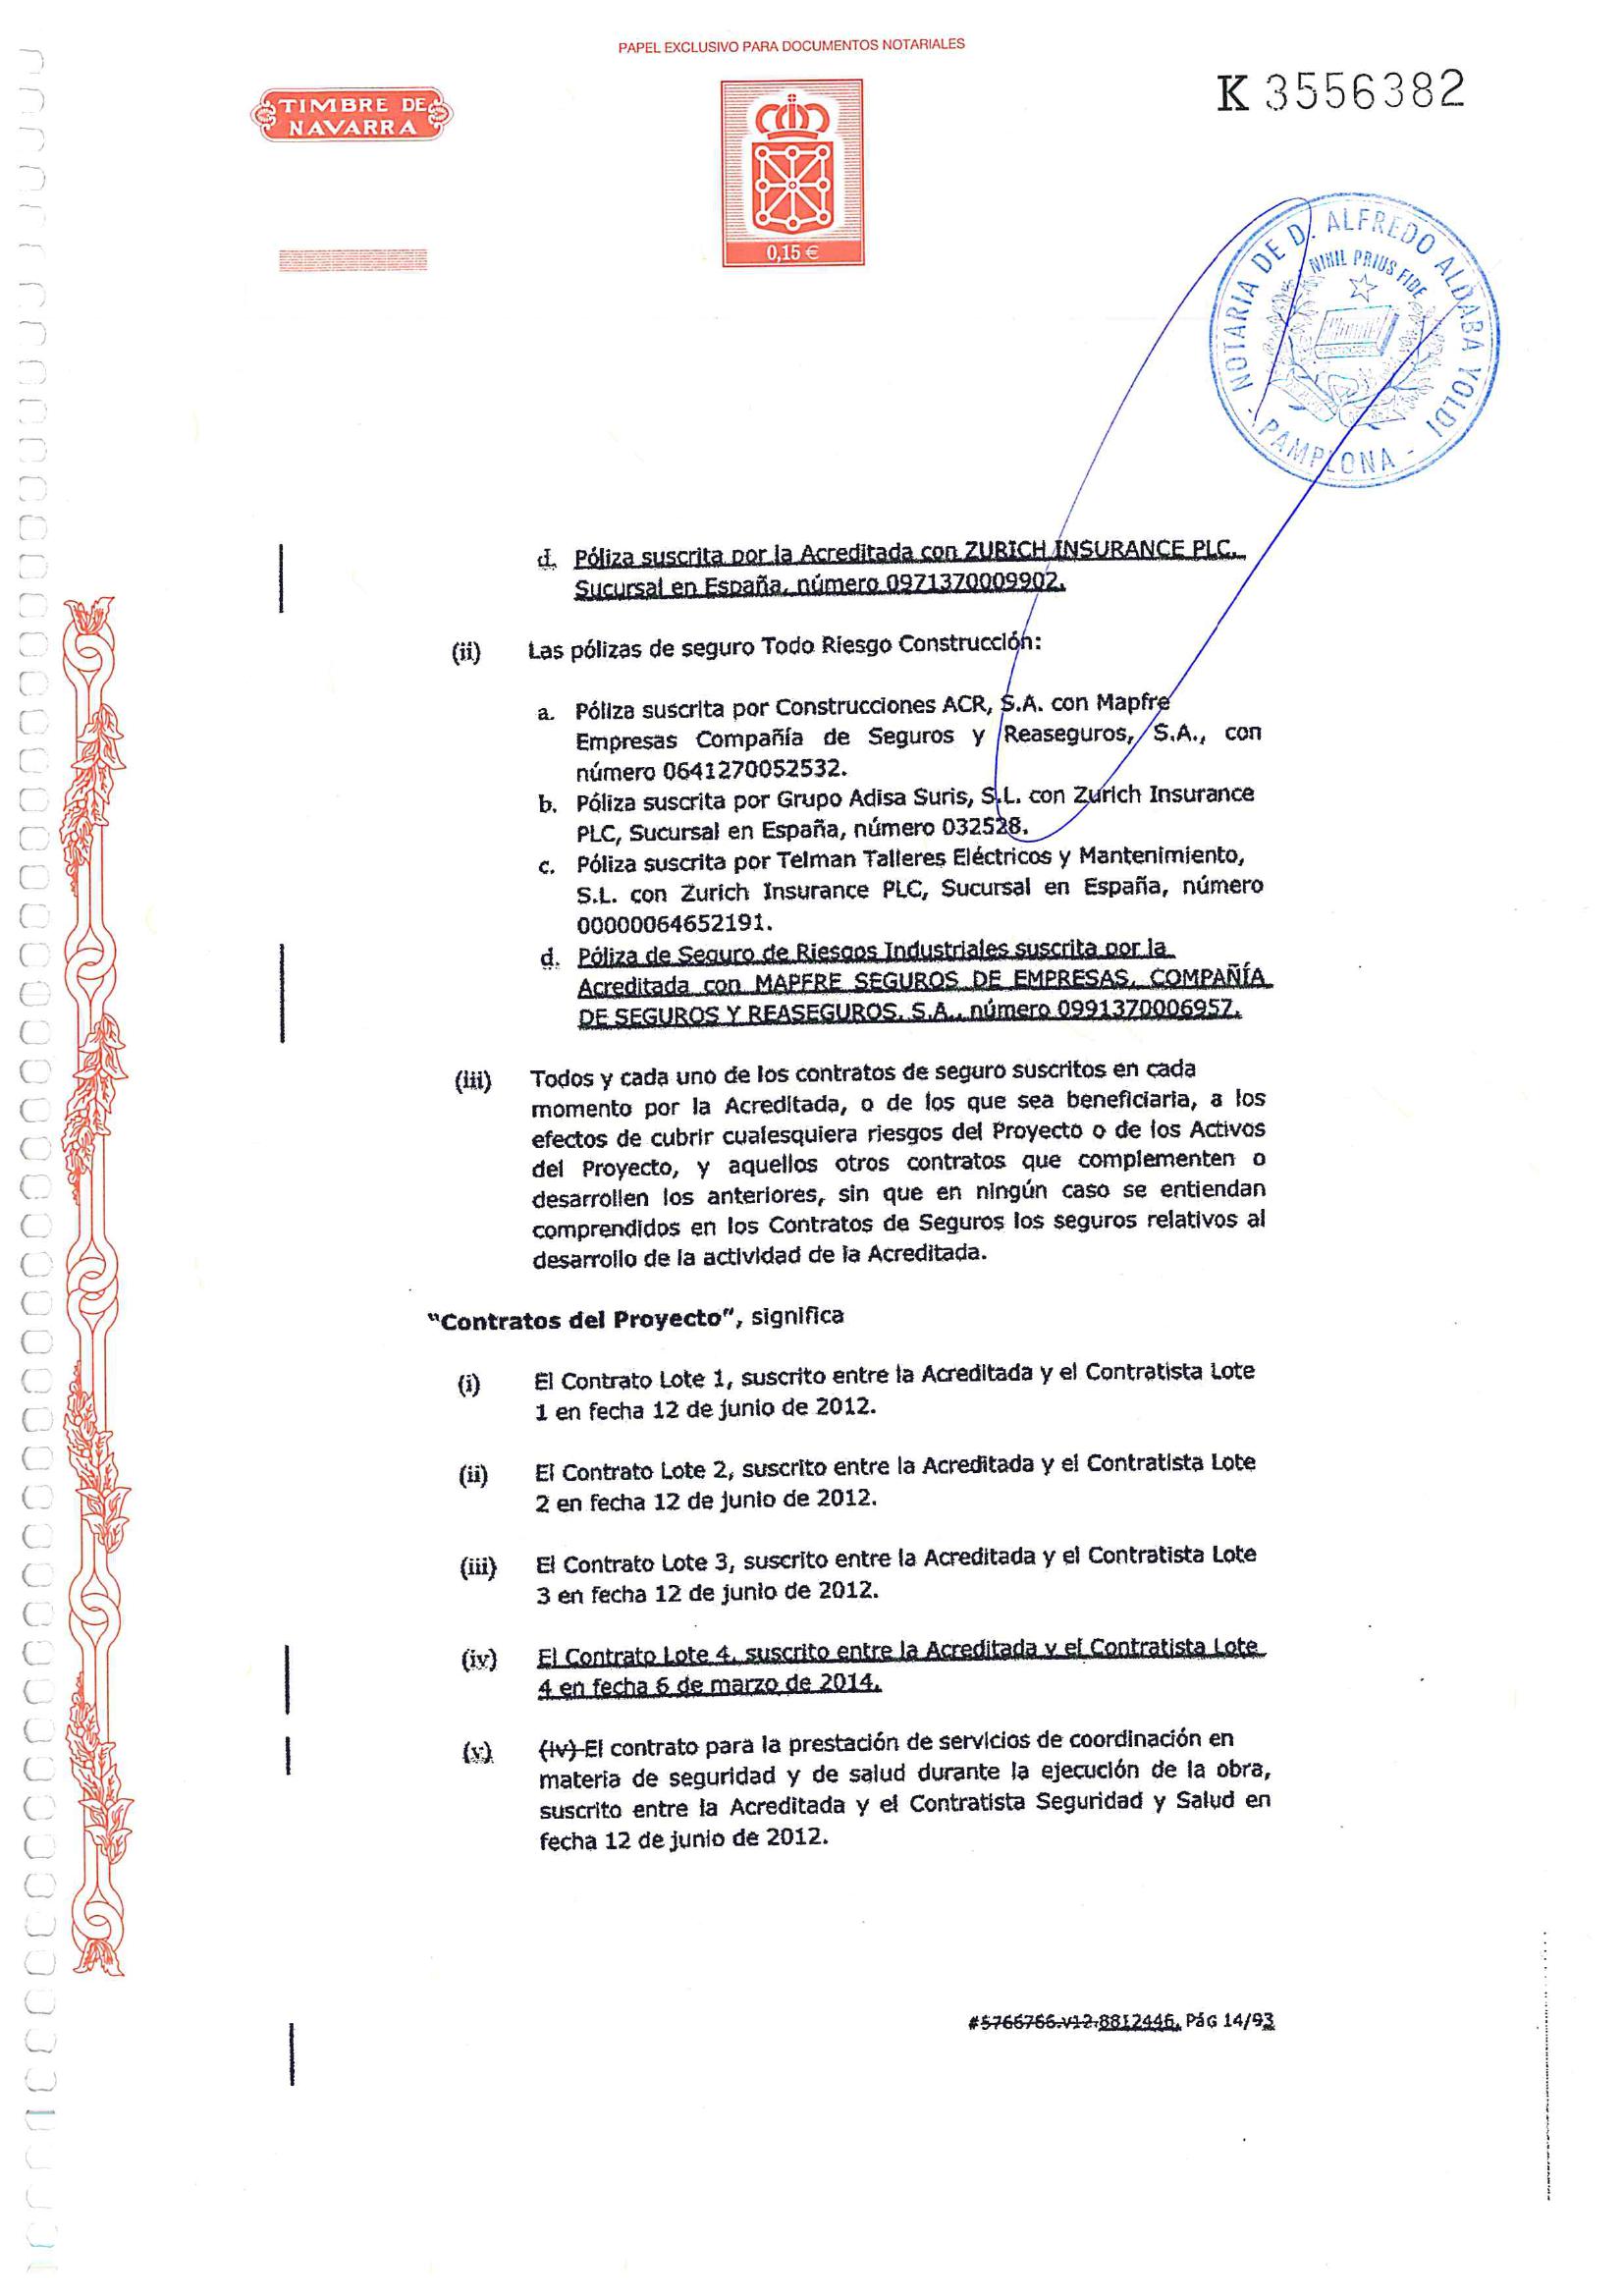 PAPEL EXCLUSIVO PARA DOCUMENTOS NOTARIALES
TIMBRE DE
NAVARRA
0,15 €
K 3556382
NOTARIA DE D. ALFREDO ALDABA YOLDI
- PAMPLONA -
NIHIL PRIUS FIDE
d. Póliza suscrita por la Acreditada con ZURICH INSURANCE PLC,
Sucursal en España, número 0971370009902.
(ii) Las pólizas de seguro Todo Riesgo Construcción:
a. Póliza suscrita por Construcciones ACR, S.A. con Mapfre
Empresas Compañía de Seguros y Reaseguros, S.A., con
número 0641270052532.
b. Póliza suscrita por Grupo Adisa Suris, S.L. con Zurich Insurance
PLC, Sucursal en España, número 032528.
c. Póliza suscrita por Telman Talleres Eléctricos y Mantenimiento,
S.L. con Zurich Insurance PLC, Sucursal en España, número
00000064652191.
d. Póliza de Seguro de Riesgos Industriales suscrita por la
Acreditada con MAPFRE SEGUROS DE EMPRESAS, COMPAÑÍA
DE SEGUROS Y REASEGUROS, S.A., número 0991370006957.
(iii) Todos y cada uno de los contratos de seguro suscritos en cada
momento por la Acreditada, o de los que sea beneficiaria, a los
efectos de cubrir cualesquiera riesgos del Proyecto o de los Activos
del Proyecto, y aquellos otros contratos que complementen o
desarrollen los anteriores, sin que en ningún caso se entiendan
comprendidos en los Contratos de Seguros los seguros relativos al
desarrollo de la actividad de la Acreditada.
"Contratos del Proyecto", significa
(i) El Contrato Lote 1, suscrito entre la Acreditada y el Contratista Lote
1 en fecha 12 de junio de 2012.
(ii) El Contrato Lote 2, suscrito entre la Acreditada y el Contratista Lote
2 en fecha 12 de junio de 2012.
(iii) El Contrato Lote 3, suscrito entre la Acreditada y el Contratista Lote
3 en fecha 12 de junio de 2012.
(iv) El Contrato Lote 4, suscrito entre la Acreditada y el Contratista Lote
4 en fecha 6 de marzo de 2014.
(v) (iv) El contrato para la prestación de servicios de coordinación en
materia de seguridad y de salud durante la ejecución de la obra,
suscrito entre la Acreditada y el Contratista Seguridad y Salud en
fecha 12 de junio de 2012.
#5766766.v12.8812446. PáG 14/93